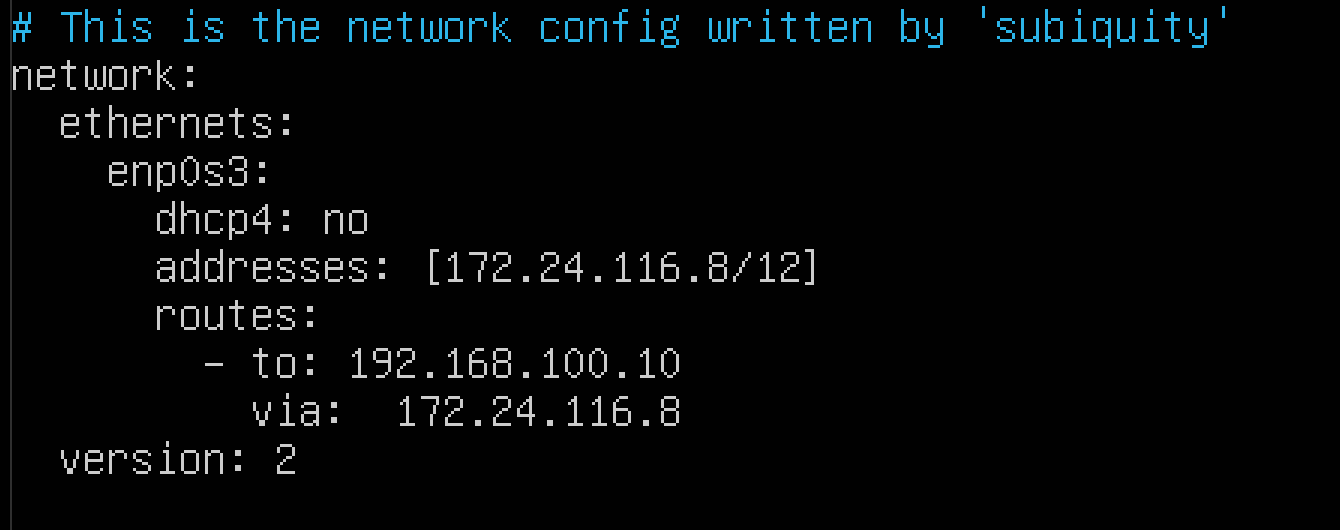 # This is the network config written by 'subiquity'
network:
  ethernets:
    enp0s3:
      dhcp4: no
      addresses: [172.24.116.8/12]
      routes:
        - to: 192.168.100.10
          via:  172.24.116.8
  version: 2